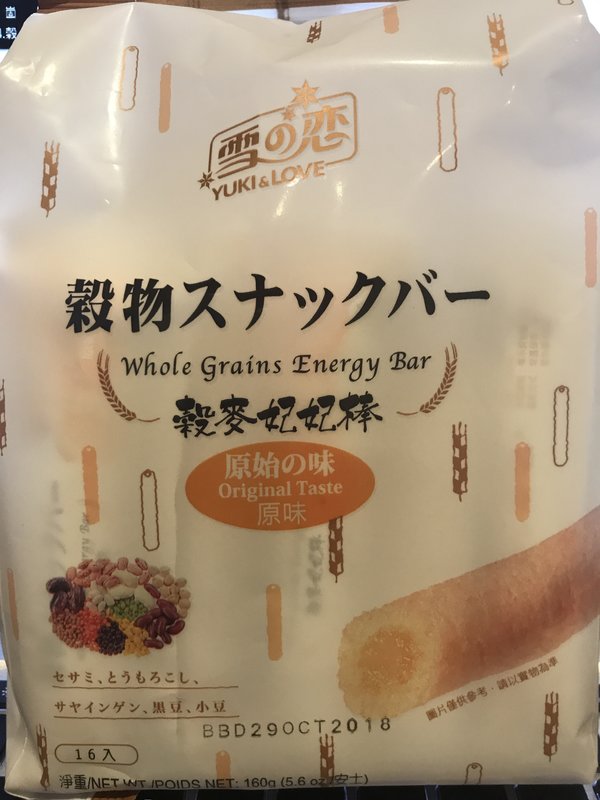 雪の恋
YUKI & LOVE
穀物スナックバー
Whole Grains Energy Bar
穀麥妃妃棒
原始の味
Original Taste
原味
セサミ、とうもろこし、
サヤインゲン、黒豆、小豆
圖片僅供參考，請以實物為準
BBD29OCT2018
16入
淨重/NET WT./POIDS NET: 160g (5.6 oz/安士)